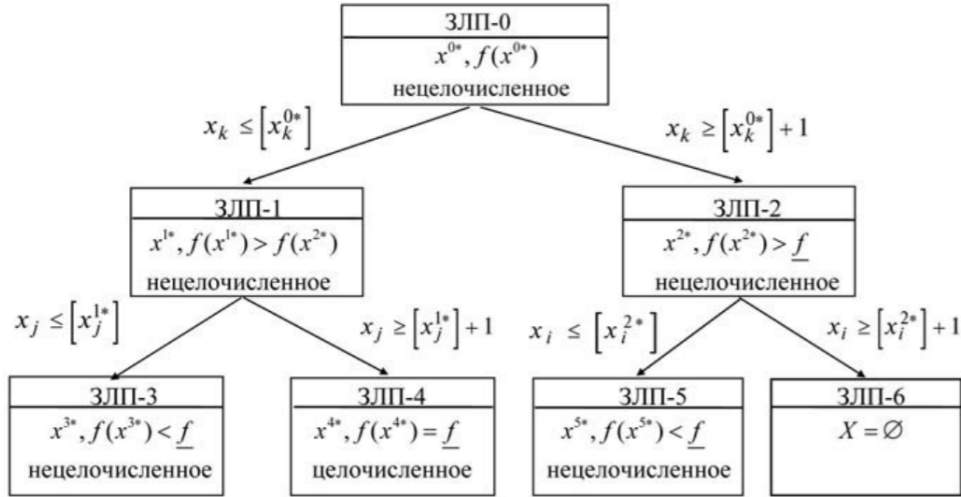 ЗЛП-0
x^{0*}, f(x^{0*})
нецелочисленное
x_k ≤ [x_k^{0*}]
x_k ≥ [x_k^{0*}] + 1
ЗЛП-1
x^{1*}, f(x^{1*}) > f(x^{2*})
нецелочисленное
ЗЛП-2
x^{2*}, f(x^{2*}) > <u>f</u>
нецелочисленное
x_j ≤ [x_j^{1*}]
x_j ≥ [x_j^{1*}] + 1
x_i ≤ [x_i^{2*}]
x_i ≥ [x_i^{2*}] + 1
ЗЛП-3
x^{3*}, f(x^{3*}) < <u>f</u>
нецелочисленное
ЗЛП-4
x^{4*}, f(x^{4*}) = <u>f</u>
целочисленное
ЗЛП-5
x^{5*}, f(x^{5*}) < <u>f</u>
нецелочисленное
ЗЛП-6
X = ∅